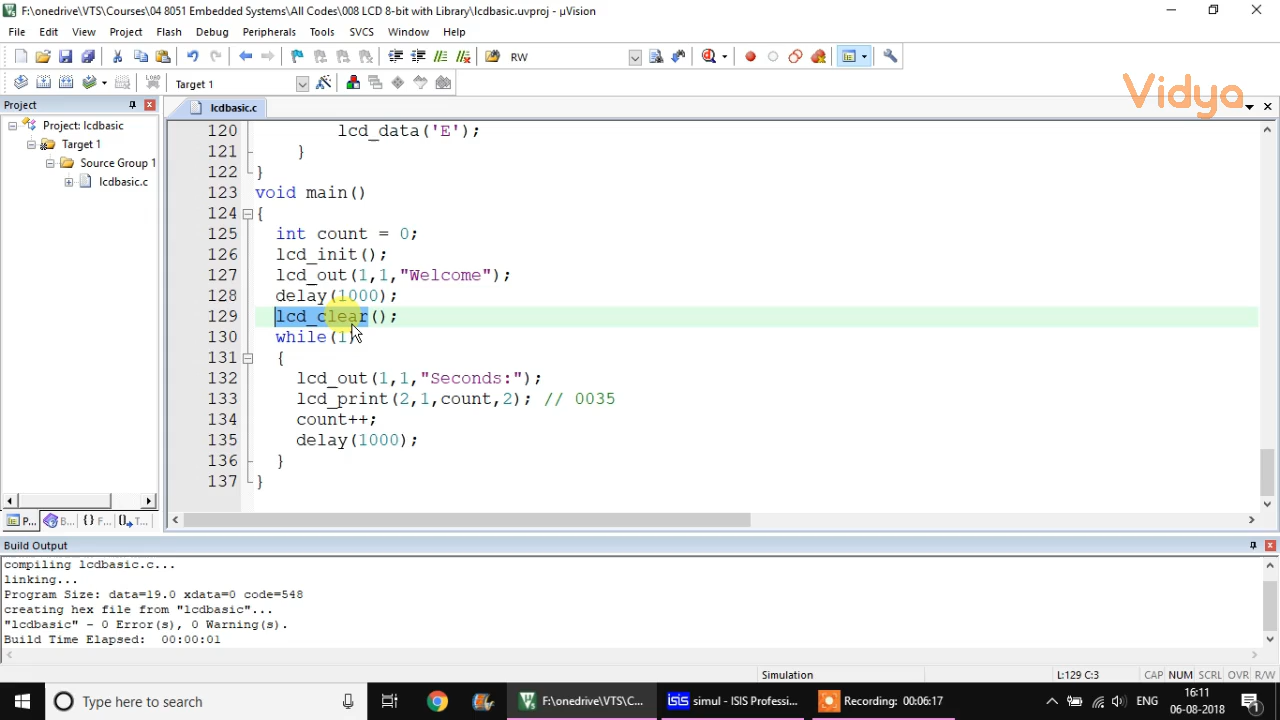 F:\onedrive\VTS\Courses\04 8051 Embedded Systems\All Codes\008 LCD 8-bit with Library\lcdbasic.uvproj - µVision
File Edit View Project Flash Debug Peripherals Tools SVCS Window Help
RW
LOAD Target 1
Vidya
Project
lcdbasic.c
Project: lcdbasic
Target 1
Source Group 1
lcdbasic.c
120 lcd_data('E');
121 }
122 }
123 void main()
124 {
125 int count = 0;
126 lcd_init();
127 lcd_out(1,1,"Welcome");
128 delay(1000);
129 lcd_clear();
130 while(1)
131 {
132 lcd_out(1,1,"Seconds:");
133 lcd_print(2,1,count,2); // 0035
134 count++;
135 delay(1000);
136 }
137 }
P... B... {} F... 0→ T...
Build Output
compiling lcdbasic.c...
linking...
Program Size: data=19.0 xdata=0 code=548
creating hex file from "lcdbasic"...
"lcdbasic" - 0 Error(s), 0 Warning(s).
Build Time Elapsed: 00:00:01
Simulation L:129 C:3 CAP NUM SCRL OVR R/W
Type here to search
F:\onedrive\VTS\C...
ISIS simul - ISIS Professio...
Recording: 00:06:17
ENG
16:11
06-08-2018
1